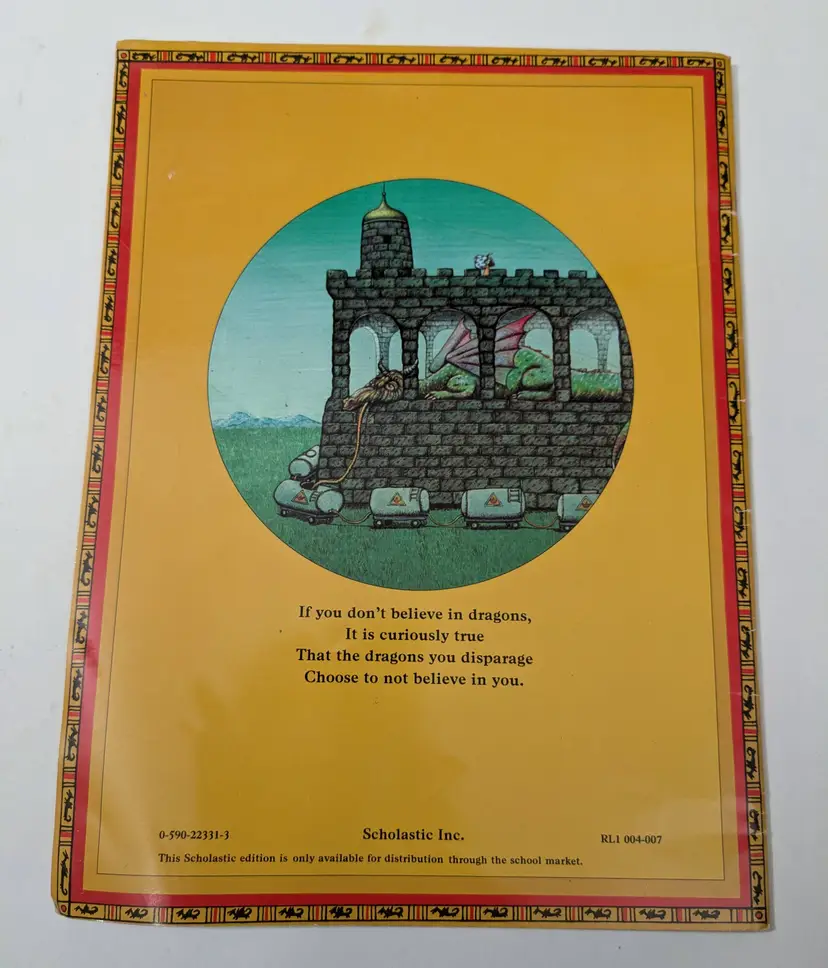 If you don't believe in dragons,
It is curiously true
That the dragons you disparage
Choose to not believe in you.
0-590-22331-3 Scholastic Inc. RL1 004-007
This Scholastic edition is only available for distribution through the school market.